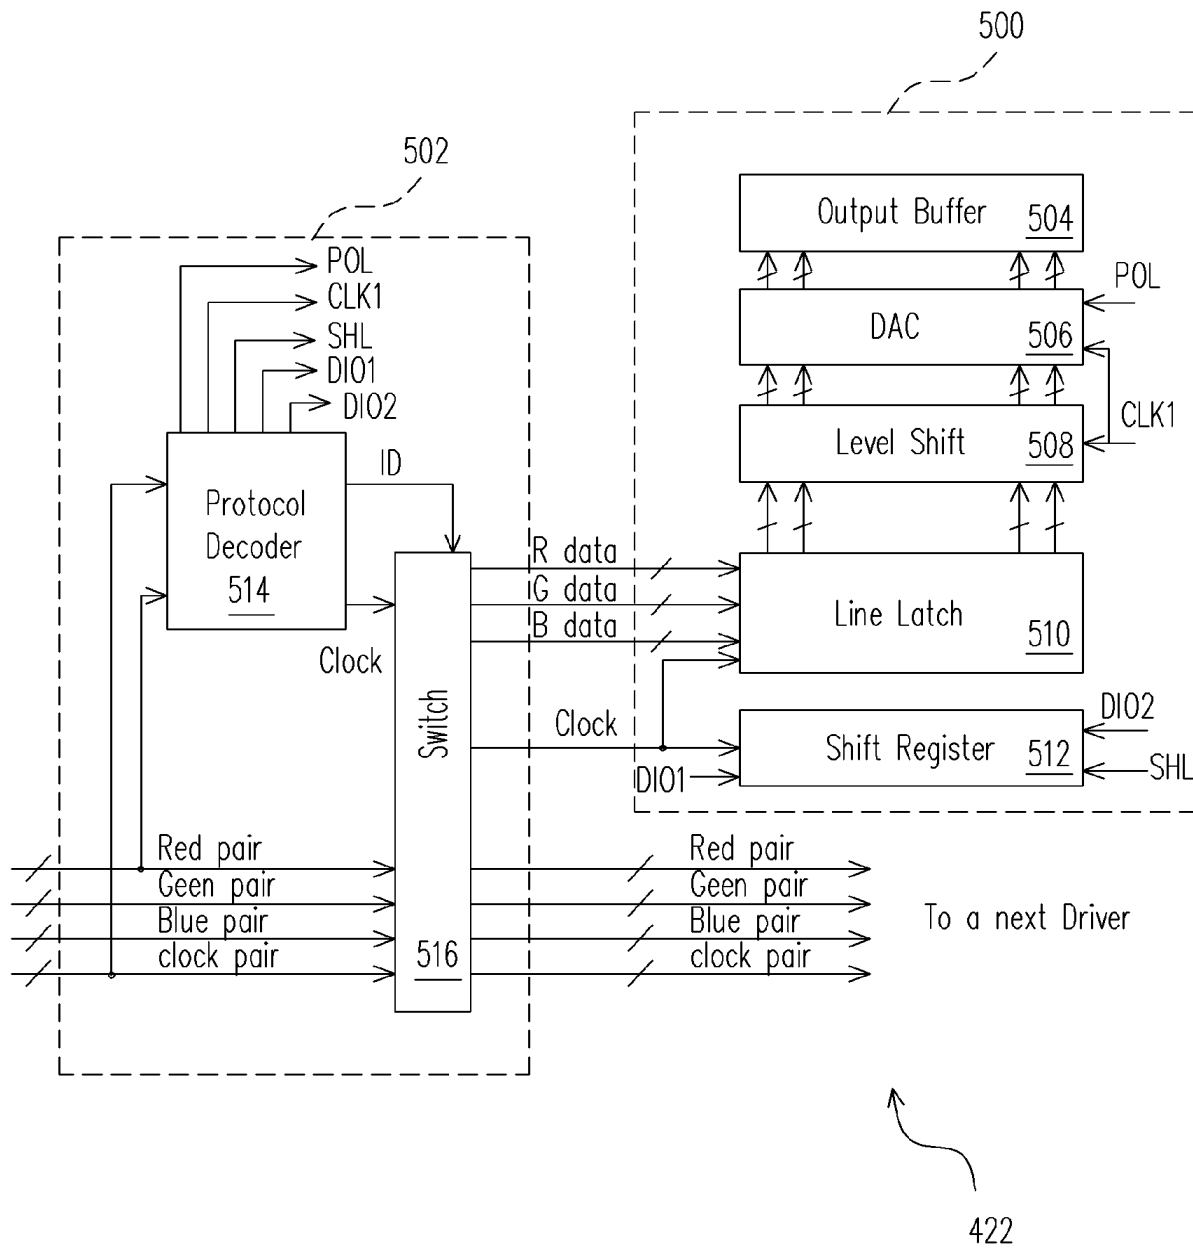 500
502
Output Buffer 504
POL
CLK1
SHL
DIO1
DIO2
POL
DAC 506
CLK1
Level Shift 508
ID
Protocol
Decoder
514
R data
G data
B data
Line Latch 510
Clock
Switch
Clock
DIO2
Shift Register 512
DIO1
SHL
Red pair
Geen pair
Blue pair
clock pair
516
Red pair
Geen pair
Blue pair
clock pair
To a next Driver
422